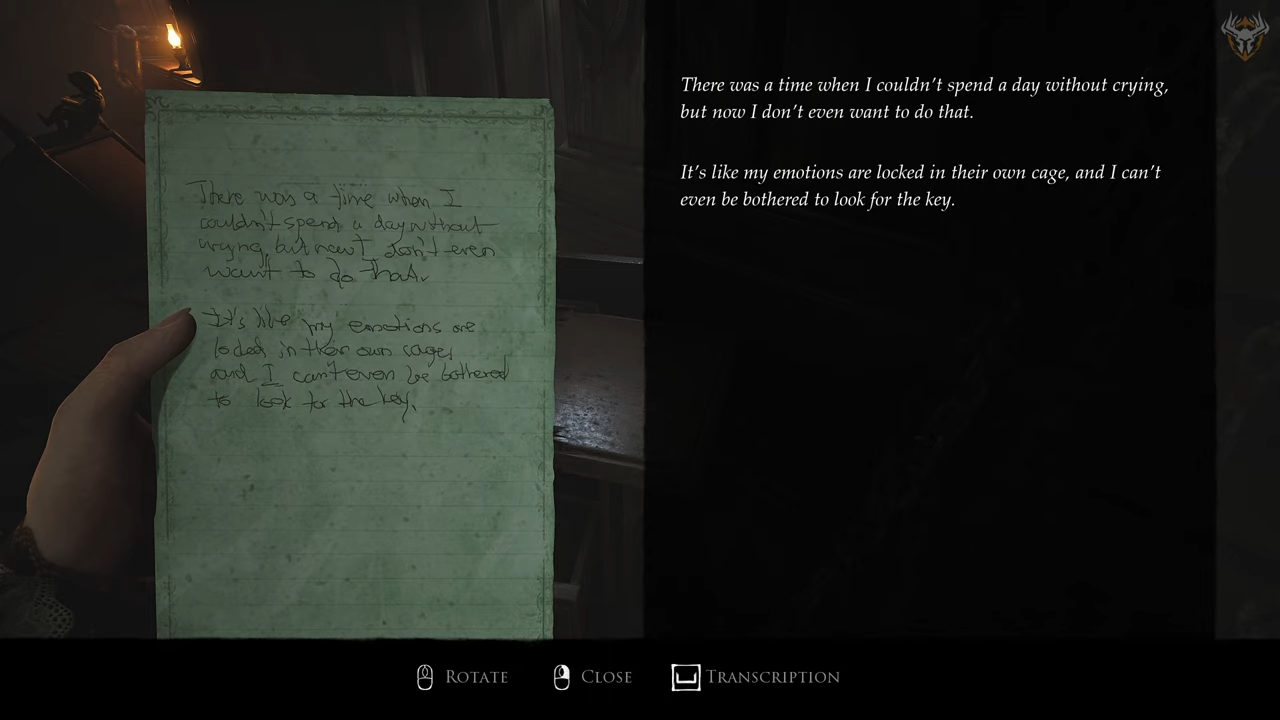 There was a time when I
couldn't spend a day without
crying, but now I don't even
want to do that.
It's like my emotions are
locked in their own cage,
and I can't even be bothered
to look for the key.
There was a time when I couldn't spend a day without crying,
but now I don't even want to do that.
It's like my emotions are locked in their own cage, and I can't
even be bothered to look for the key.
ROTATE
CLOSE
TRANSCRIPTION